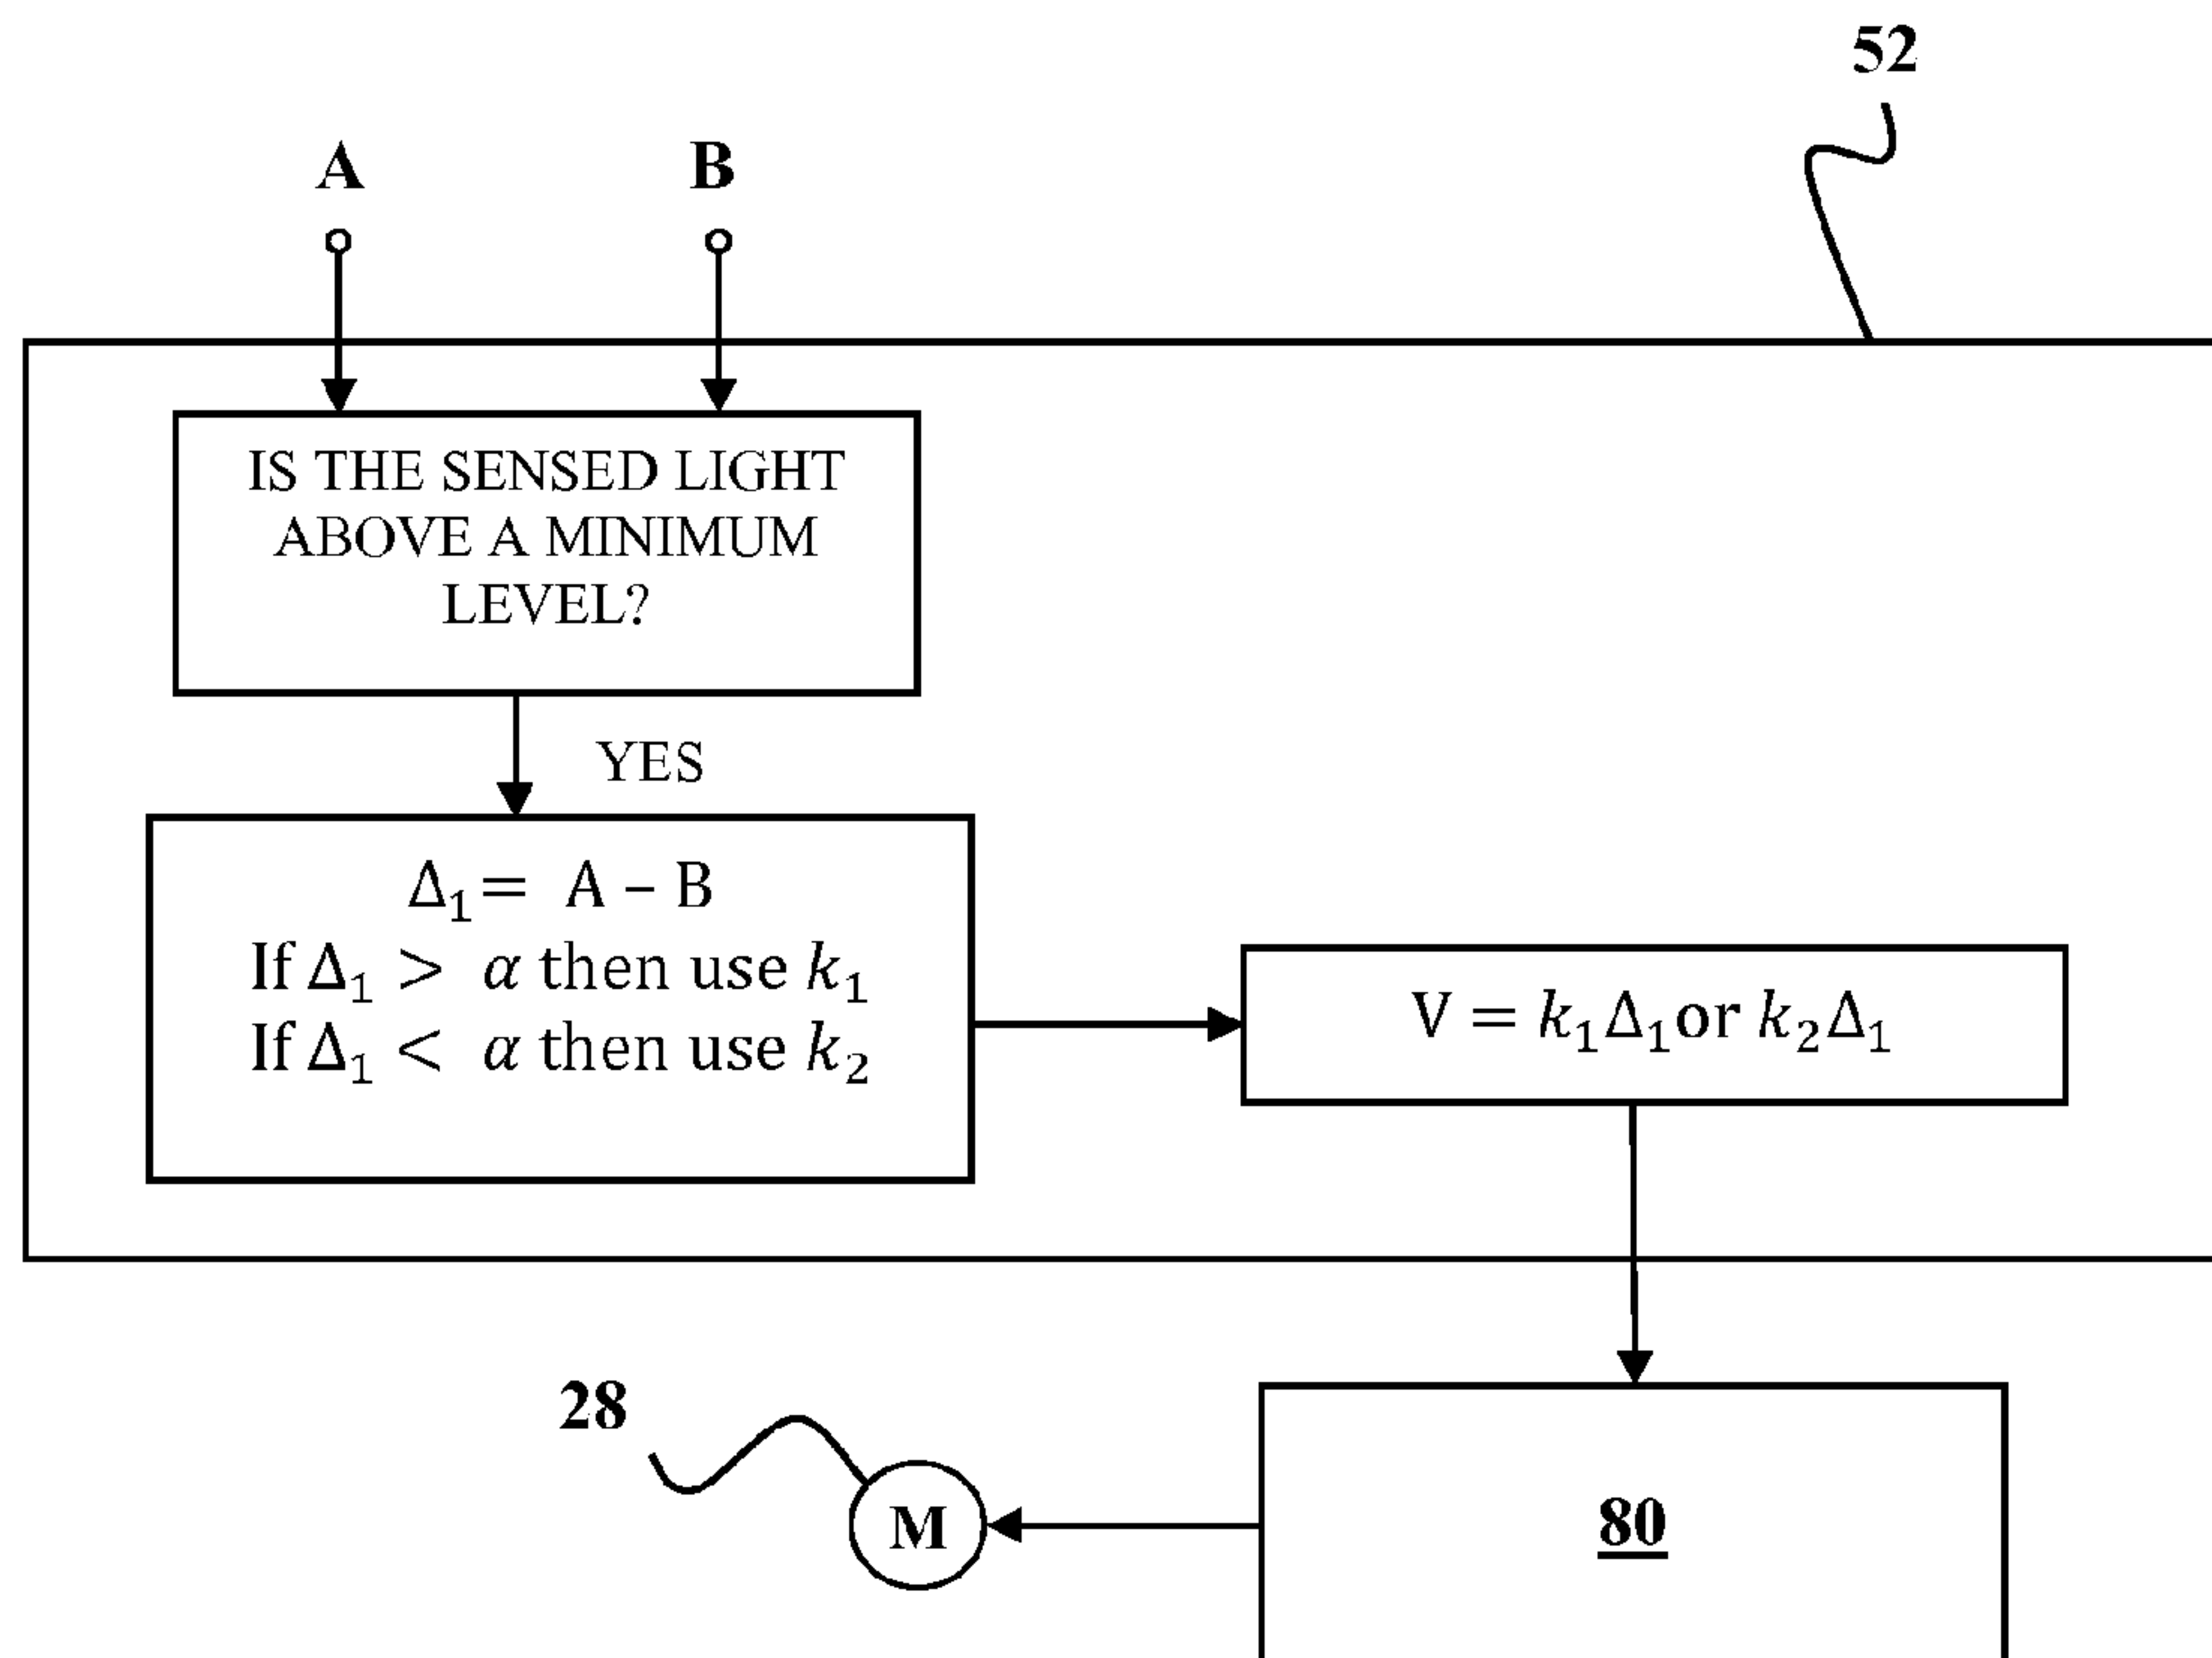 52
A
B
IS THE SENSED LIGHT
ABOVE A MINIMUM
LEVEL?
YES
Δ₁ = A – B
If Δ₁ > α then use k₁
If Δ₁ < α then use k₂
V = k₁Δ₁or k₂Δ₁
28
M
80